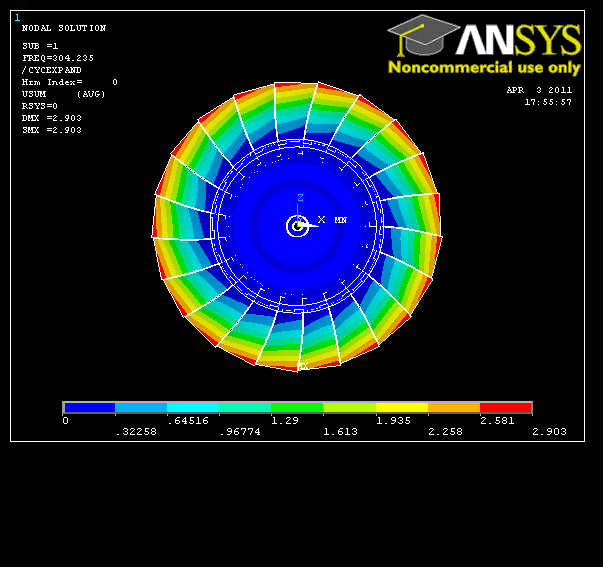 1
NODAL SOLUTION
SUB =1
FREQ=304.235
/CYCEXPAND
Hrm Index= 0
USUM (AVG)
RSYS=0
DMX =2.903
SMX =2.903
ANSYS
Noncommercial use only
APR 3 2011
17:55:57
Z
X MN
MX
0 .64516 1.29 1.935 2.581
.32258 .96774 1.613 2.258 2.903